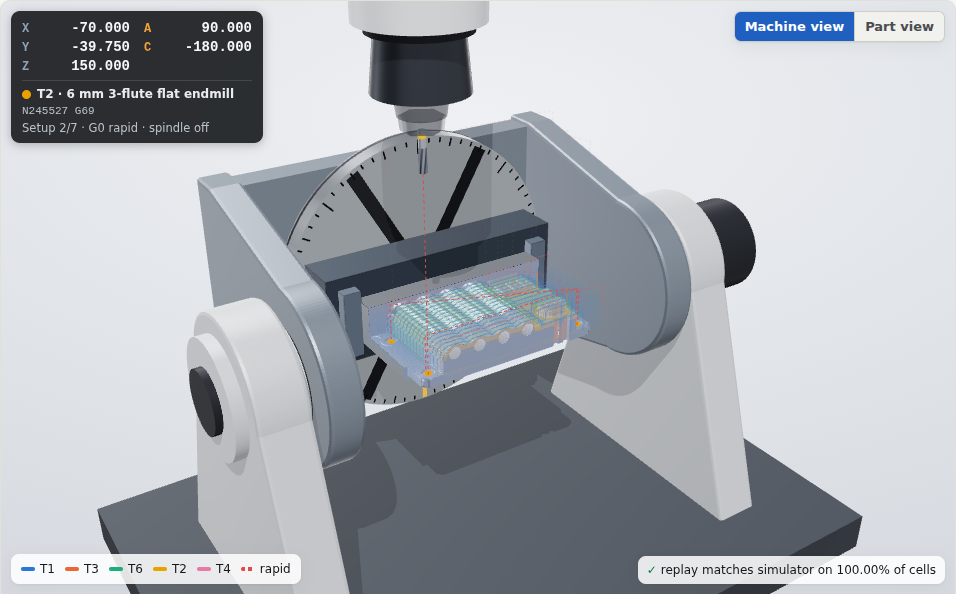 X -70.000 A 90.000
Y -39.750 C -180.000
Z 150.000
T2 · 6 mm 3-flute flat endmill
N245527 G69
Setup 2/7 · G0 rapid · spindle off
Machine view Part view
T1 T3 T6 T2 T4 rapid
✓ replay matches simulator on 100.00% of cells